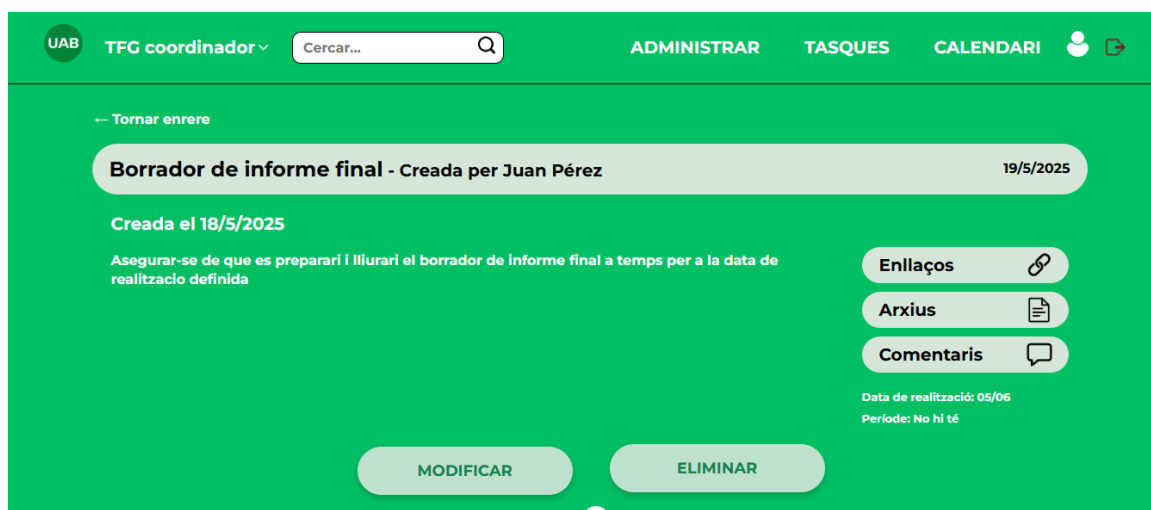 UAB TFG coordinador Cercar... ADMINISTRAR TASQUES CALENDARI
← Tornar enrere
Borrador de informe final - Creada per Juan Pérez 19/5/2025
Creada el 18/5/2025
Asegurar-se de que es preparari i lliurari el borrador de informe final a temps per a la data de
realitzacio definida
Enllaços
Arxius
Comentaris
Data de realització: 05/06
Període: No hi té
MODIFICAR ELIMINAR